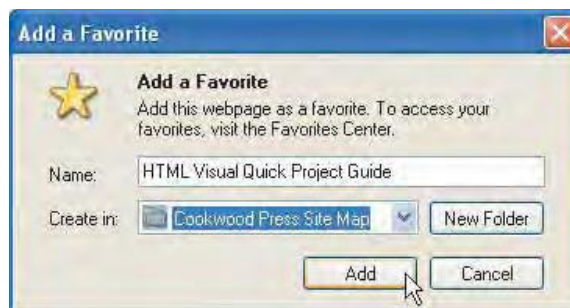 Add a Favorite
Add a Favorite
Add this webpage as a favorite. To access your
favorites, visit the Favorites Center.
Name: HTML Visual Quick Project Guide
Create in: Cookwood Press Site Map New Folder
Add Cancel